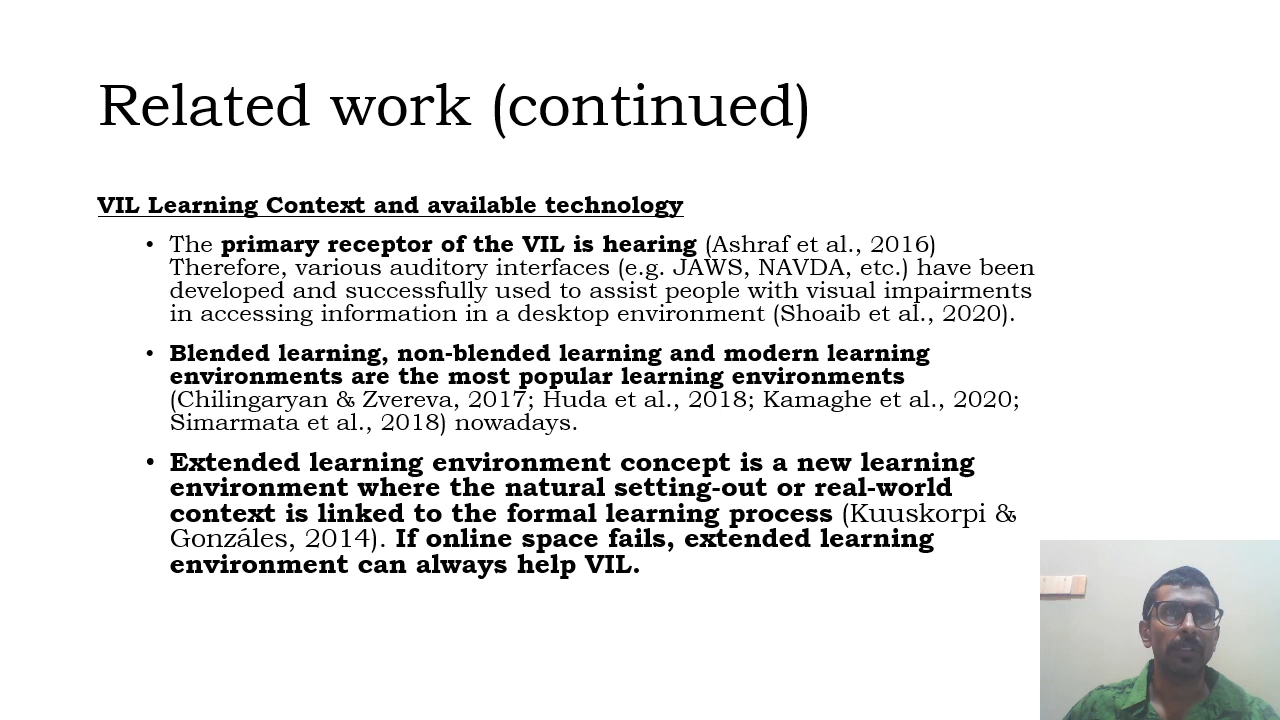 Related work (continued)
VIL Learning Context and available technology
• The primary receptor of the VIL is hearing (Ashraf et al., 2016)
Therefore, various auditory interfaces (e.g. JAWS, NAVDA, etc.) have been
developed and successfully used to assist people with visual impairments
in accessing information in a desktop environment (Shoaib et al., 2020).
• Blended learning, non-blended learning and modern learning
environments are the most popular learning environments
(Chilingaryan & Zvereva, 2017; Huda et al., 2018; Kamaghe et al., 2020;
Simarmata et al., 2018) nowadays.
• Extended learning environment concept is a new learning
environment where the natural setting-out or real-world
context is linked to the formal learning process (Kuuskorpi &
Gonzáles, 2014). If online space fails, extended learning
environment can always help VIL.